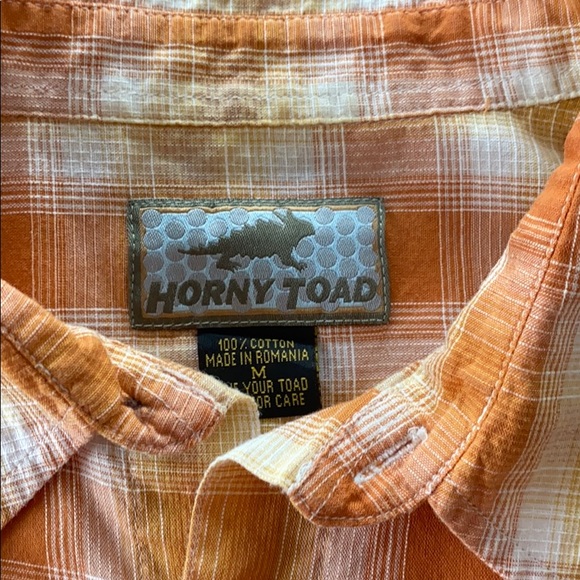 HORNY TOAD
100% COTTON
MADE IN ROMANIA
M
YOUR TOAD
CARE